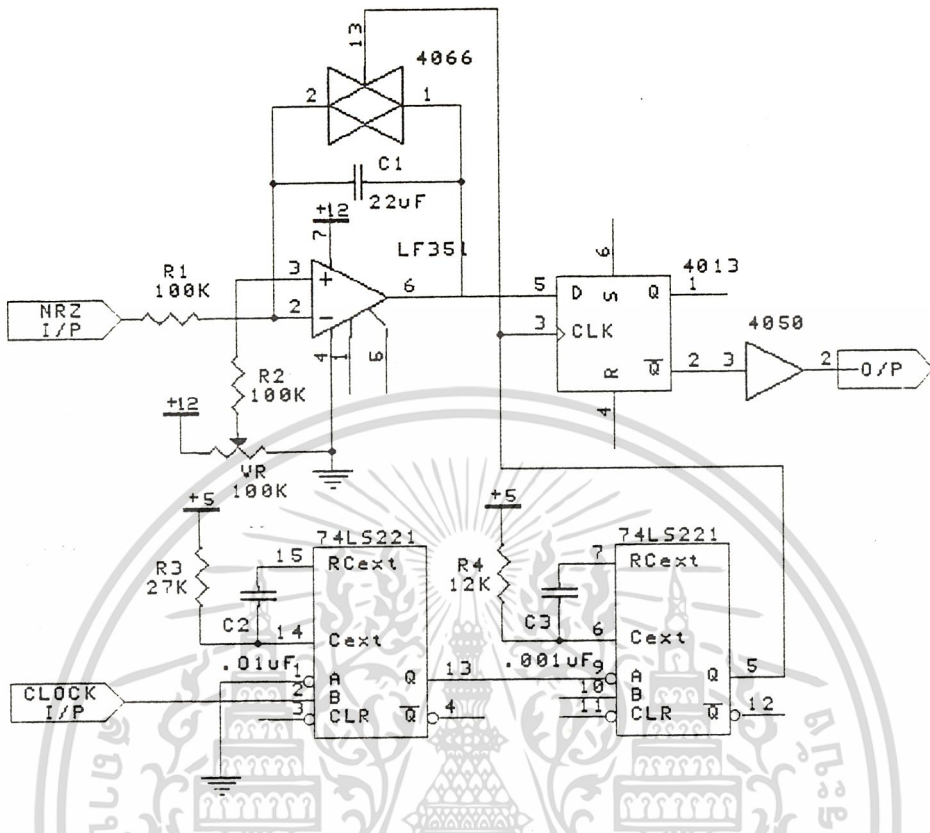 13
4066
2
1
C1
22uF
+12
7
LF351
R1
100K
NRZ
I/P
3
+
2
-
6
4
1
5
R2
100K
+12
VR
100K
6
4013
5
D
S
Q
1
3
CLK
R
Q
2
4
4050
3
2
O/P
+5
R3
27K
74LS221
15
RCext
C2
14
Cext
.01uF
1
A
2
B
3
CLR
Q
13
Q
4
CLOCK
I/P
+5
R4
12K
74LS221
7
RCext
C3
6
Cext
.001uF
9
A
10
B
11
CLR
Q
5
Q
12